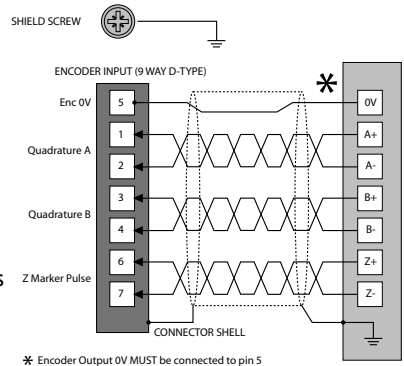 SHIELD SCREW
ENCODER INPUT (9 WAY D-TYPE)
*
Enc 0V 5 0V
1 A+
Quadrature A
2 A-
3 B+
Quadrature B
4 B-
6 Z+
S Z Marker Pulse
7 Z-
CONNECTOR SHELL
* Encoder Output 0V MUST be connected to pin 5